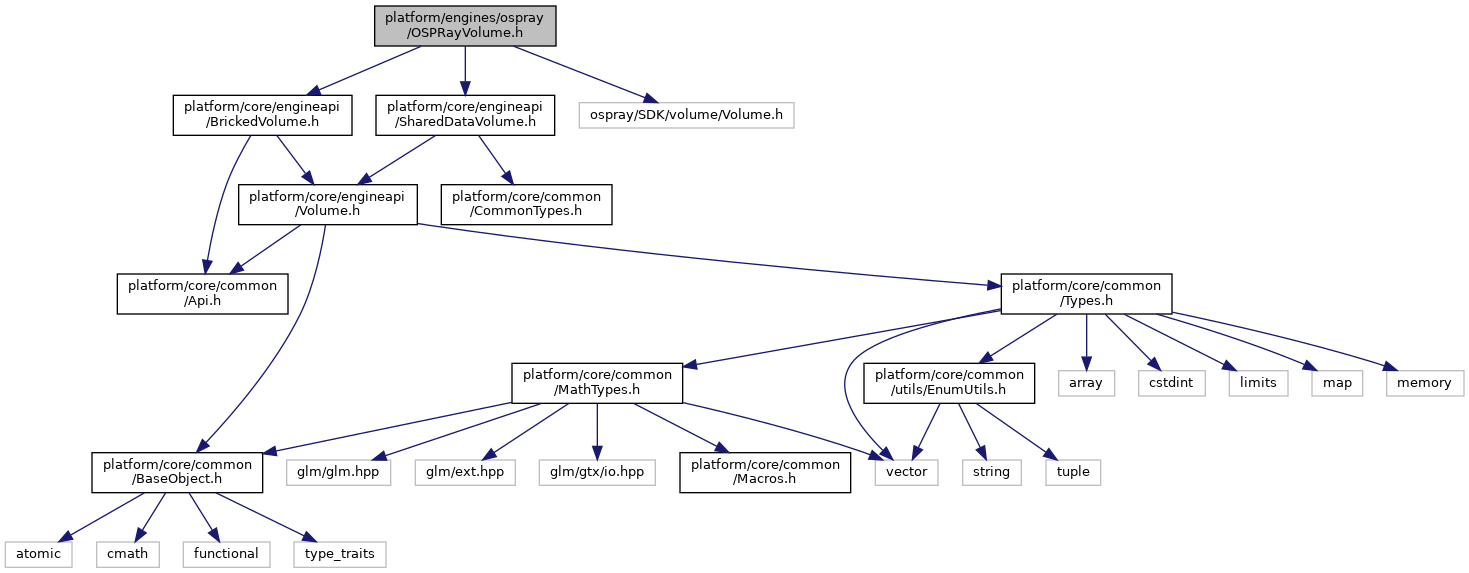 platform/engines/ospray
/OSPRayVolume.h
platform/core/engineapi
/BrickedVolume.h
platform/core/engineapi
/SharedDataVolume.h
ospray/SDK/volume/Volume.h
platform/core/engineapi
/Volume.h
platform/core/common
/CommonTypes.h
platform/core/common
/Api.h
platform/core/common
/Types.h
platform/core/common
/MathTypes.h
platform/core/common
/utils/EnumUtils.h
array
cstdint
limits
map
memory
platform/core/common
/BaseObject.h
glm/glm.hpp
glm/ext.hpp
glm/gtx/io.hpp
platform/core/common
/Macros.h
vector
string
tuple
atomic
cmath
functional
type_traits